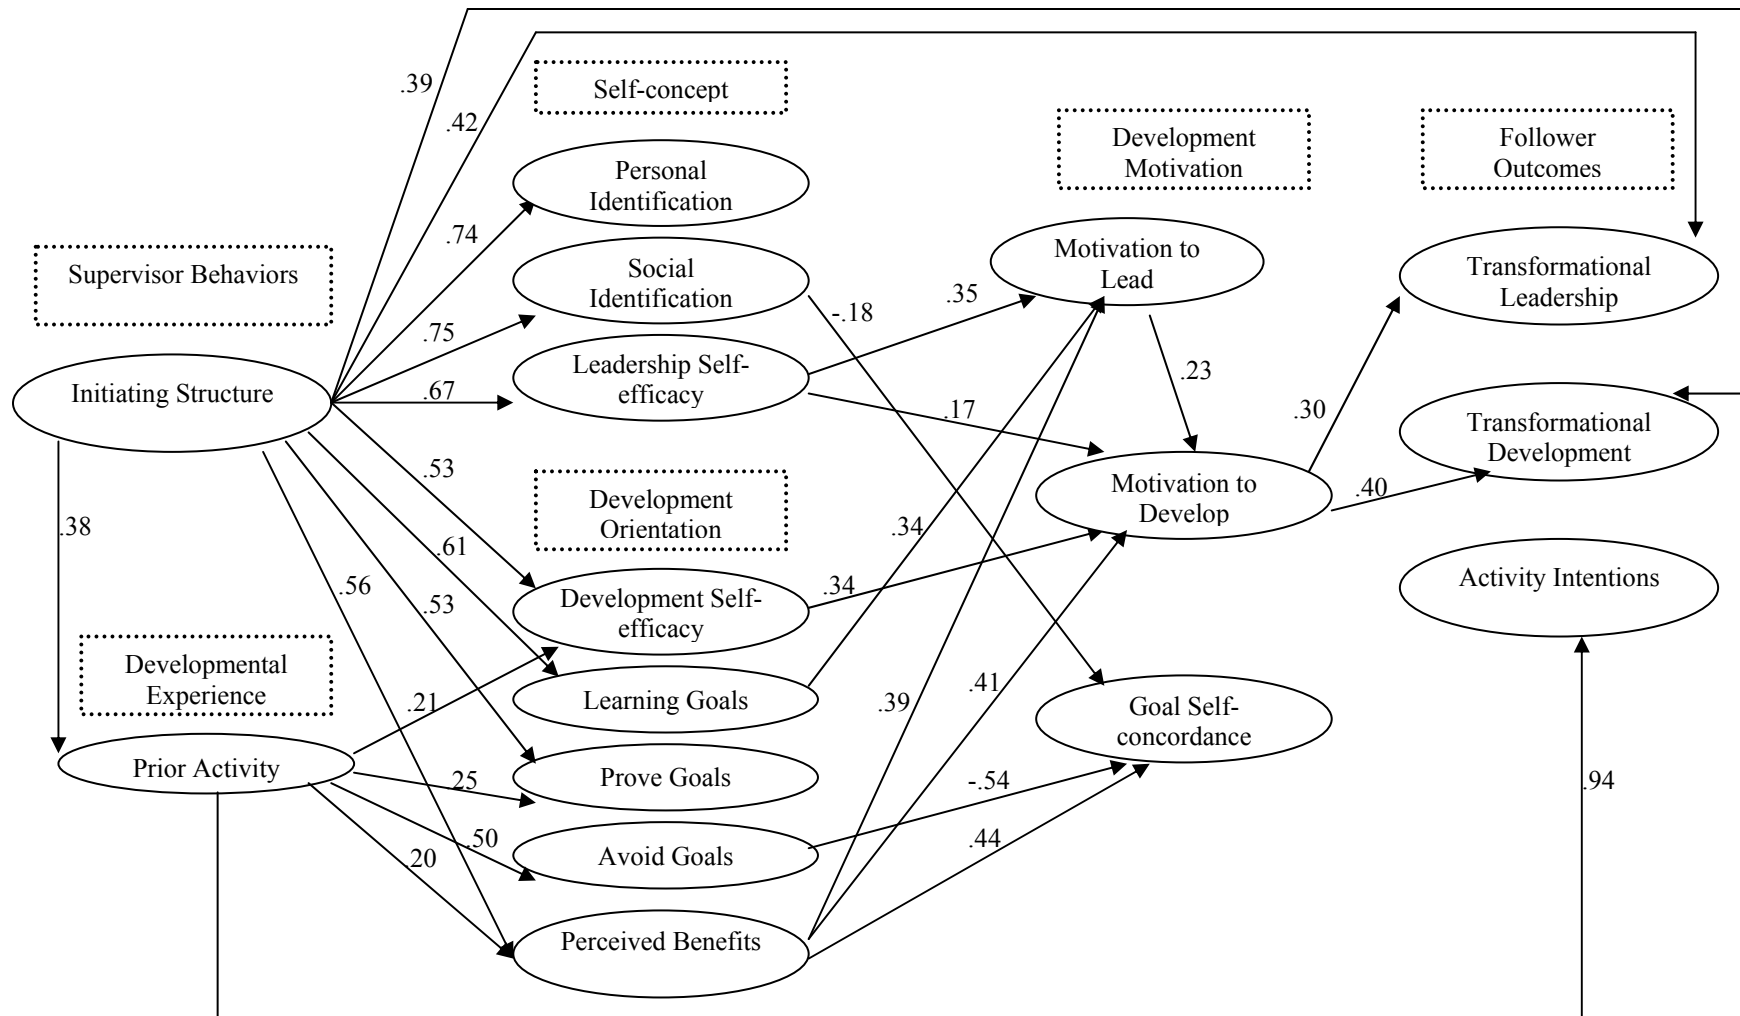 .39
Self-concept
.42
Development
Motivation
Follower
Outcomes
Personal
Identification
.74
Supervisor Behaviors
Social
Identification
Motivation to
Lead
Transformational
Leadership
-.18
.35
.75
Initiating Structure
.67
Leadership Self-
efficacy
.23
.17
.30
Transformational
Development
.53
Development
Orientation
Motivation to
Develop
.40
.38
.61
.34
.56
.53
Development Self-
efficacy
.34
Activity Intentions
Developmental
Experience
.21
Learning Goals
.39
.41
Goal Self-
concordance
Prior Activity
.25
Prove Goals
-.54
.94
.50
.20
Avoid Goals
.44
Perceived Benefits